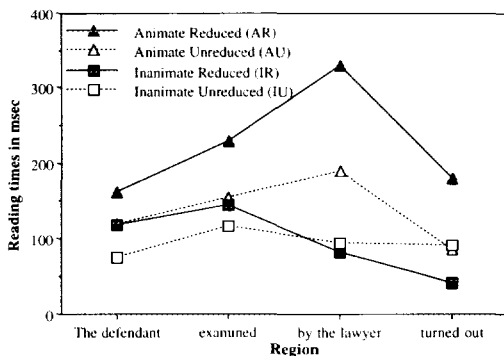 400
300
200
100
0
Reading times in msec
Animate Reduced (AR)
Animate Unreduced (AU)
Inanimate Reduced (IR)
Inanimate Unreduced (IU)
The defendant
examined
by the lawyer
turned out
Region